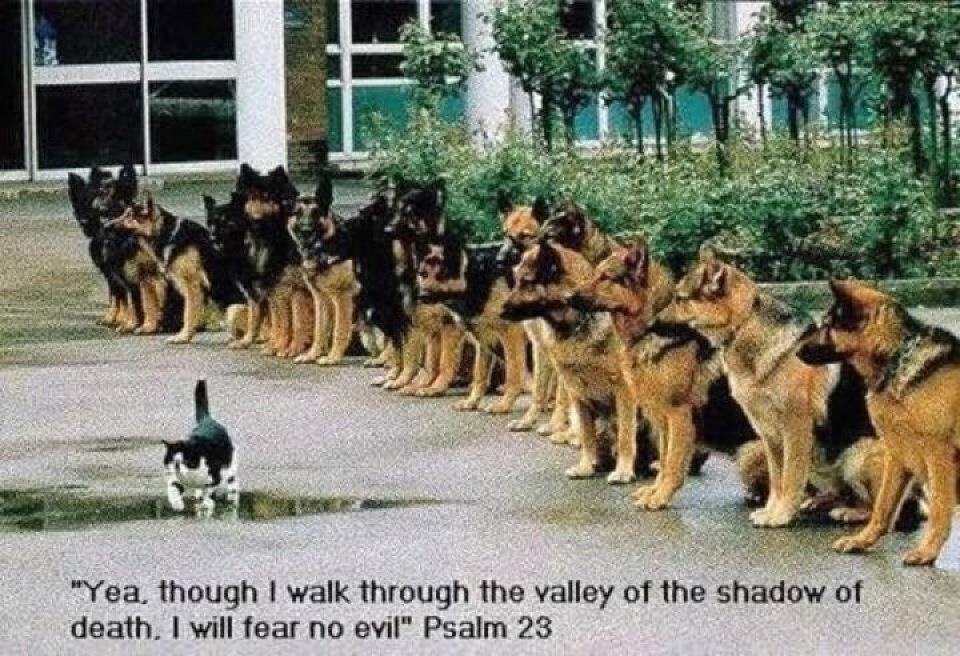 "Yea, though I walk through the valley of the shadow of
death, I will fear no evil" Psalm 23